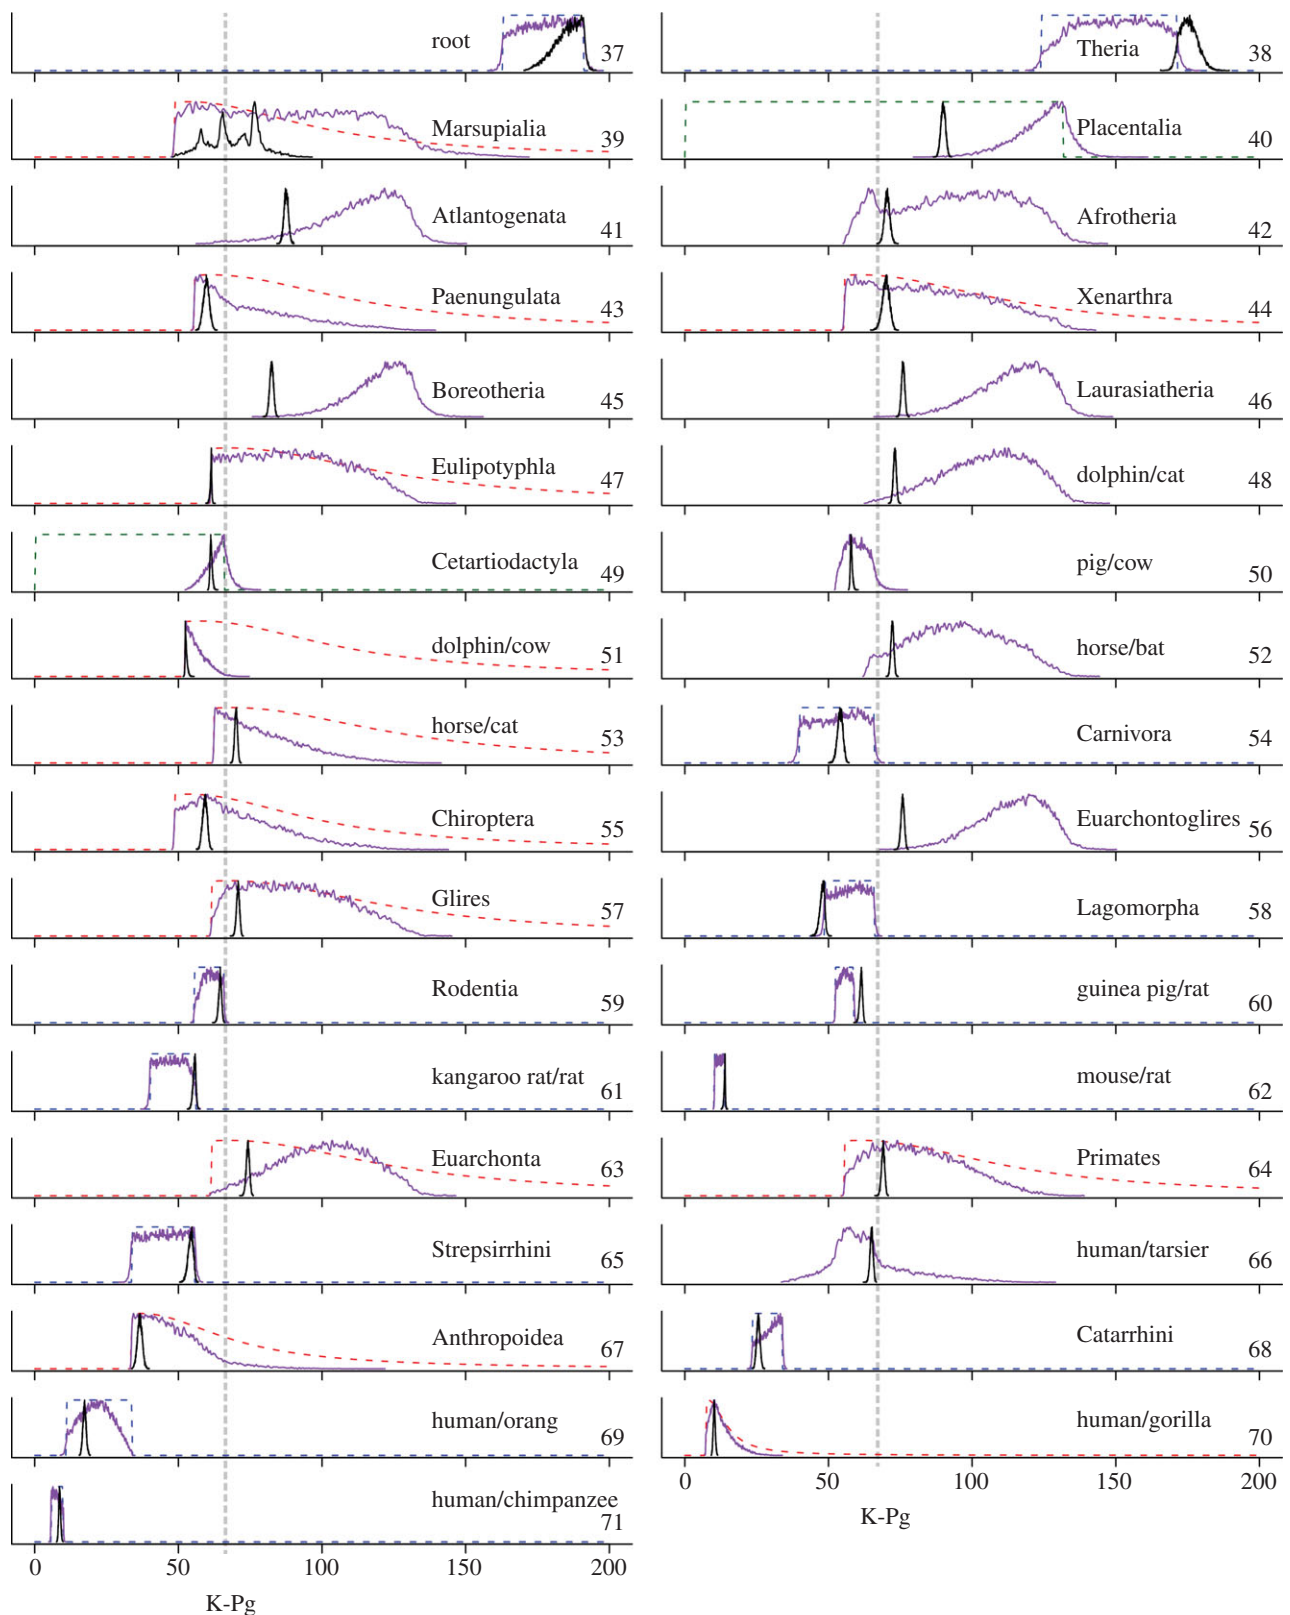 root 37
Theria 38
Marsupialia 39
Placentalia 40
Atlantogenata 41
Afrotheria 42
Paenungulata 43
Xenarthra 44
Boreotheria 45
Laurasiatheria 46
Eulipotyphla 47
dolphin/cat 48
Cetartiodactyla 49
pig/cow 50
dolphin/cow 51
horse/bat 52
horse/cat 53
Carnivora 54
Chiroptera 55
Euarchontoglires 56
Glires 57
Lagomorpha 58
Rodentia 59
guinea pig/rat 60
kangaroo rat/rat 61
mouse/rat 62
Euarchonta 63
Primates 64
Strepsirrhini 65
human/tarsier 66
Anthropoidea 67
Catarrhini 68
human/orang 69
human/gorilla 70
0 50 100 150 200
K-Pg
human/chimpanzee
71
0 50 100 150 200
K-Pg